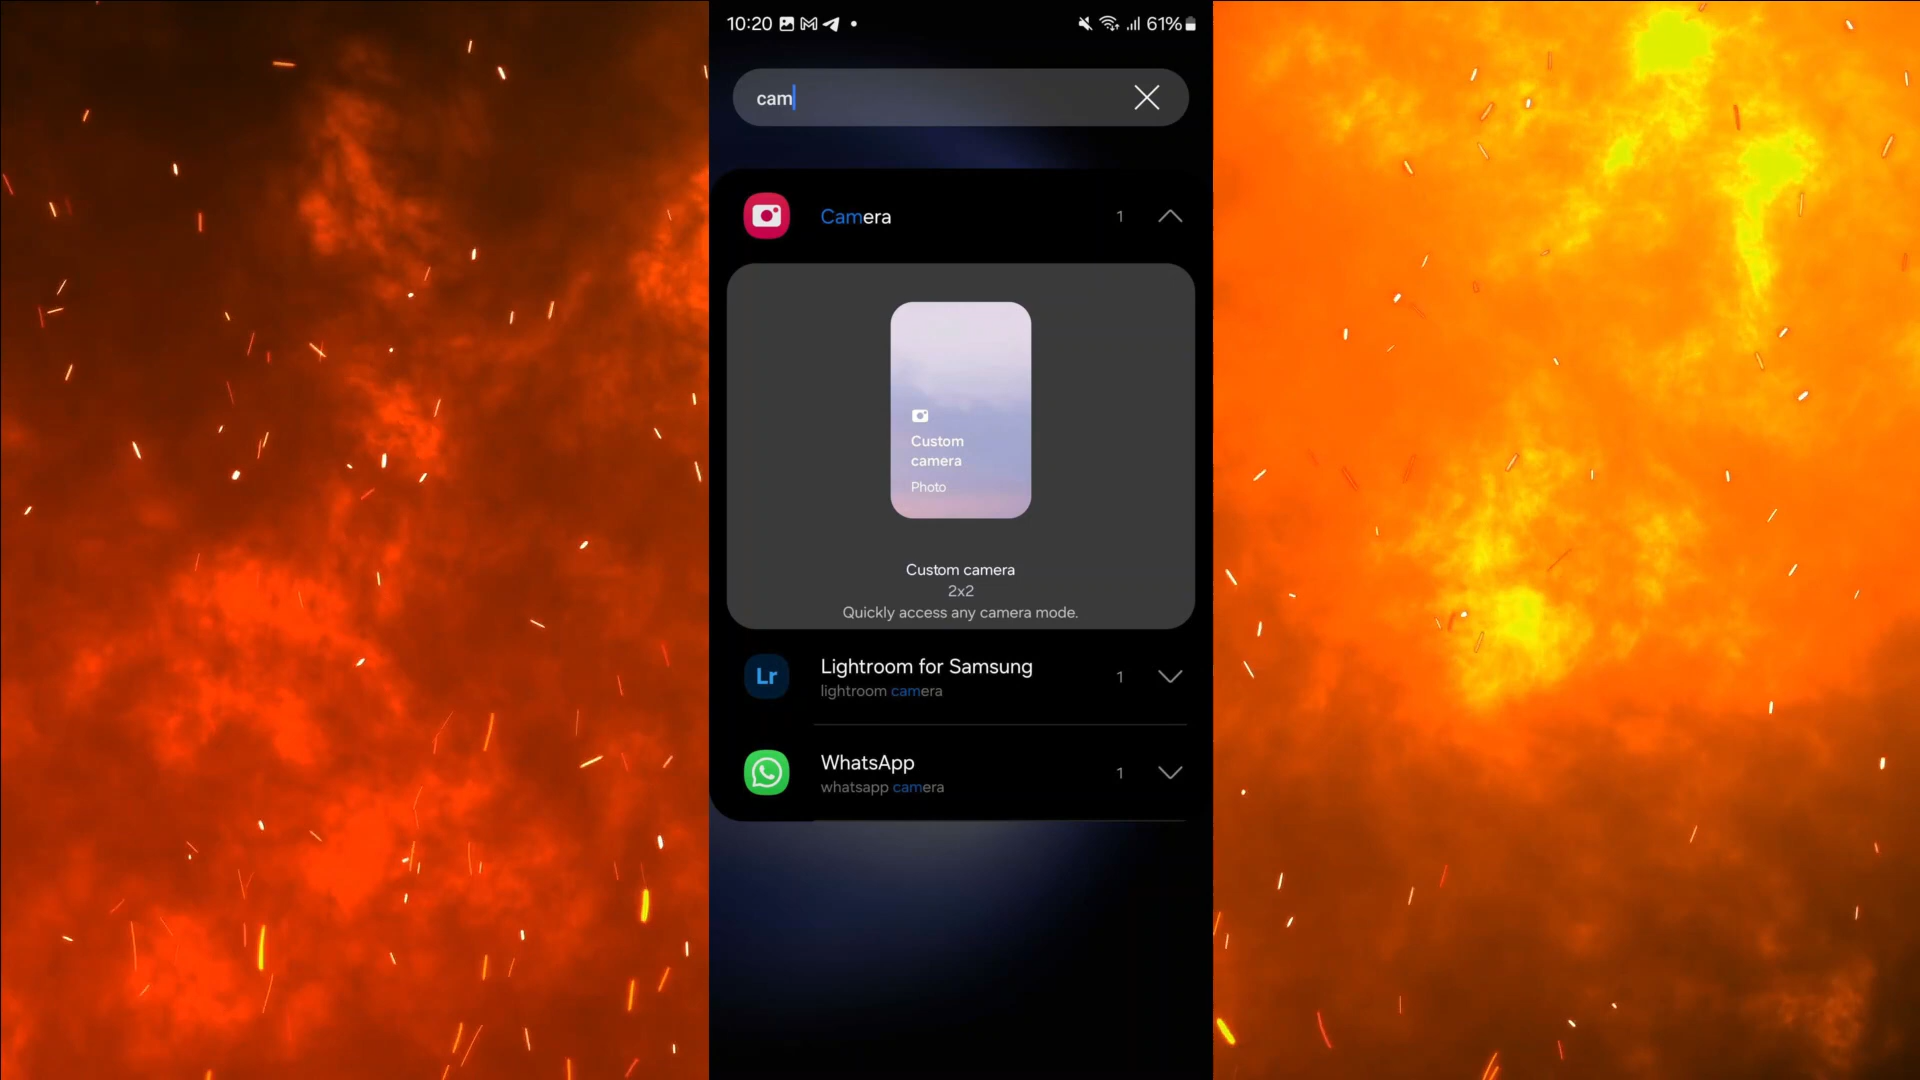 10:20
61%
cam
Camera
1
Custom
camera
Photo
Custom camera
2x2
Quickly access any camera mode.
Lr
Lightroom for Samsung
1
lightroom camera
WhatsApp
1
whatsapp camera